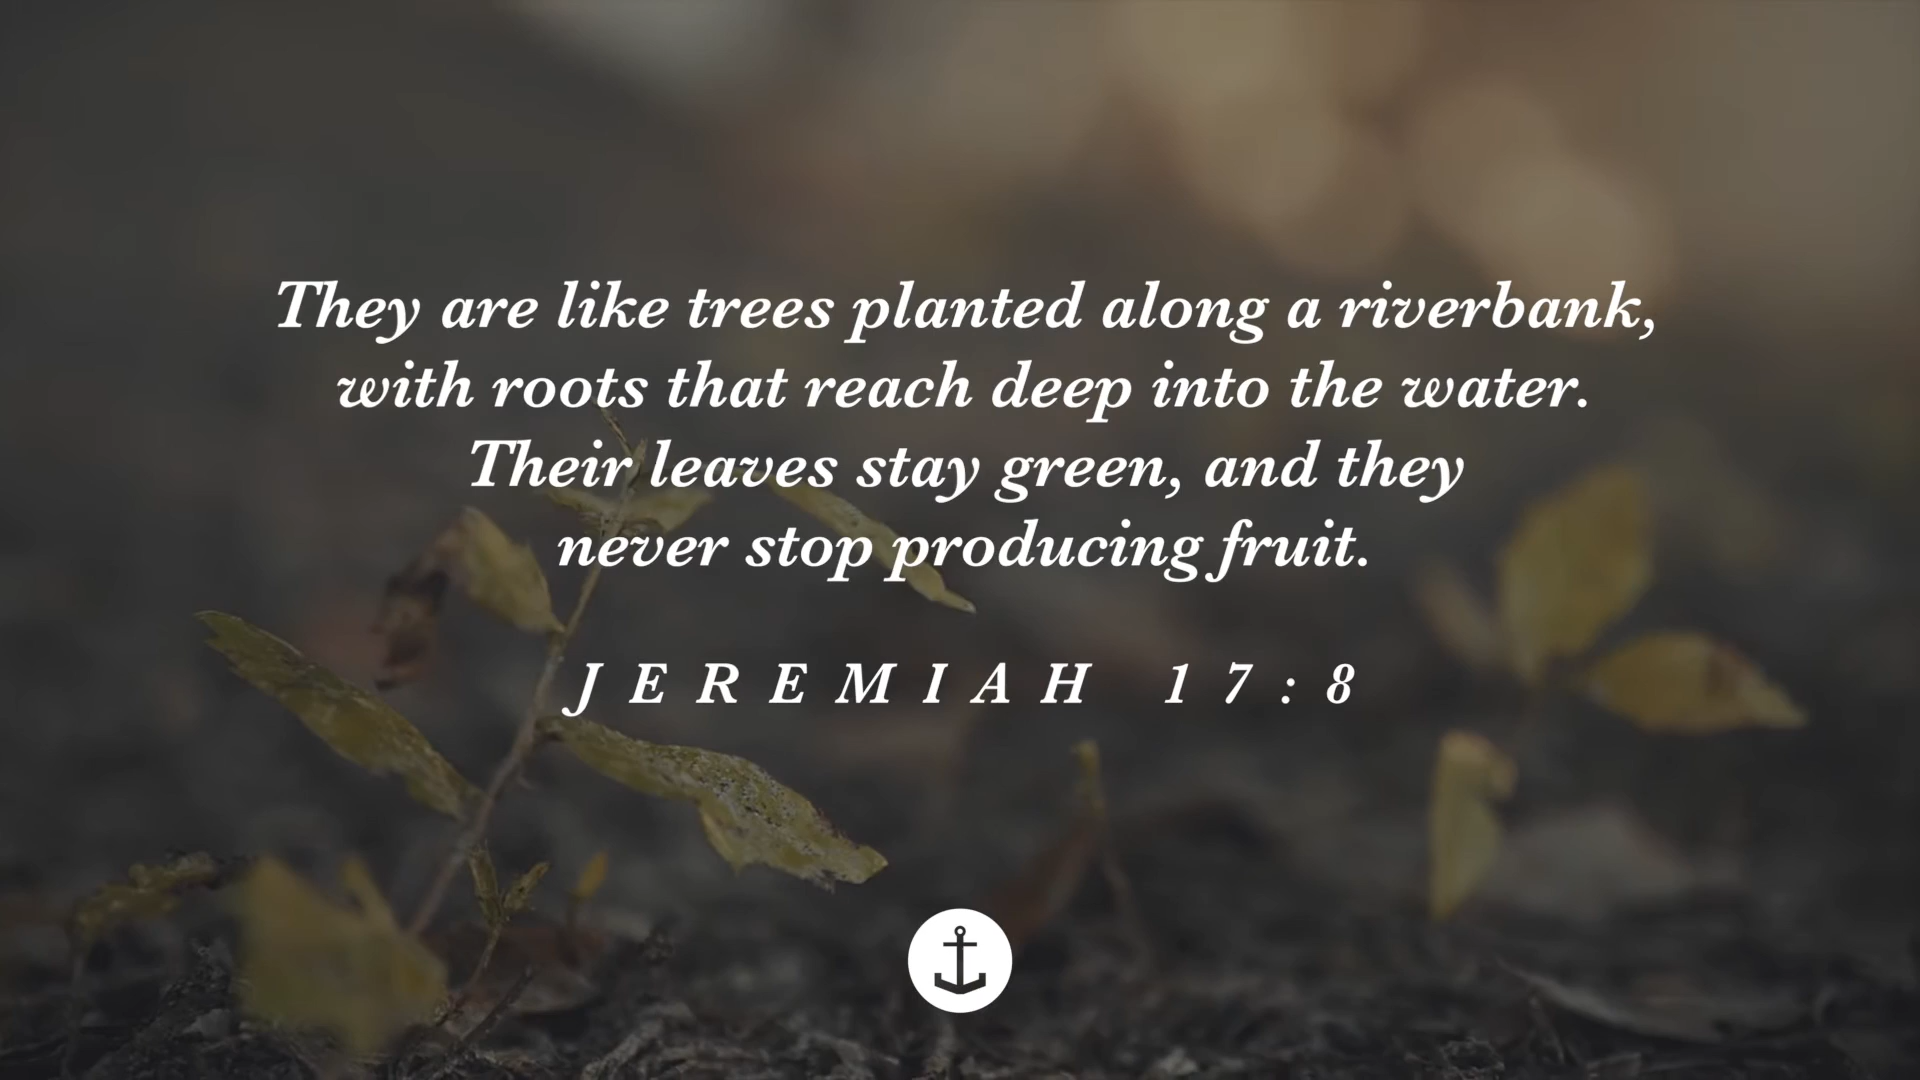 They are like trees planted along a riverbank,
with roots that reach deep into the water.
Their leaves stay green, and they
never stop producing fruit.
JEREMIAH 17:8